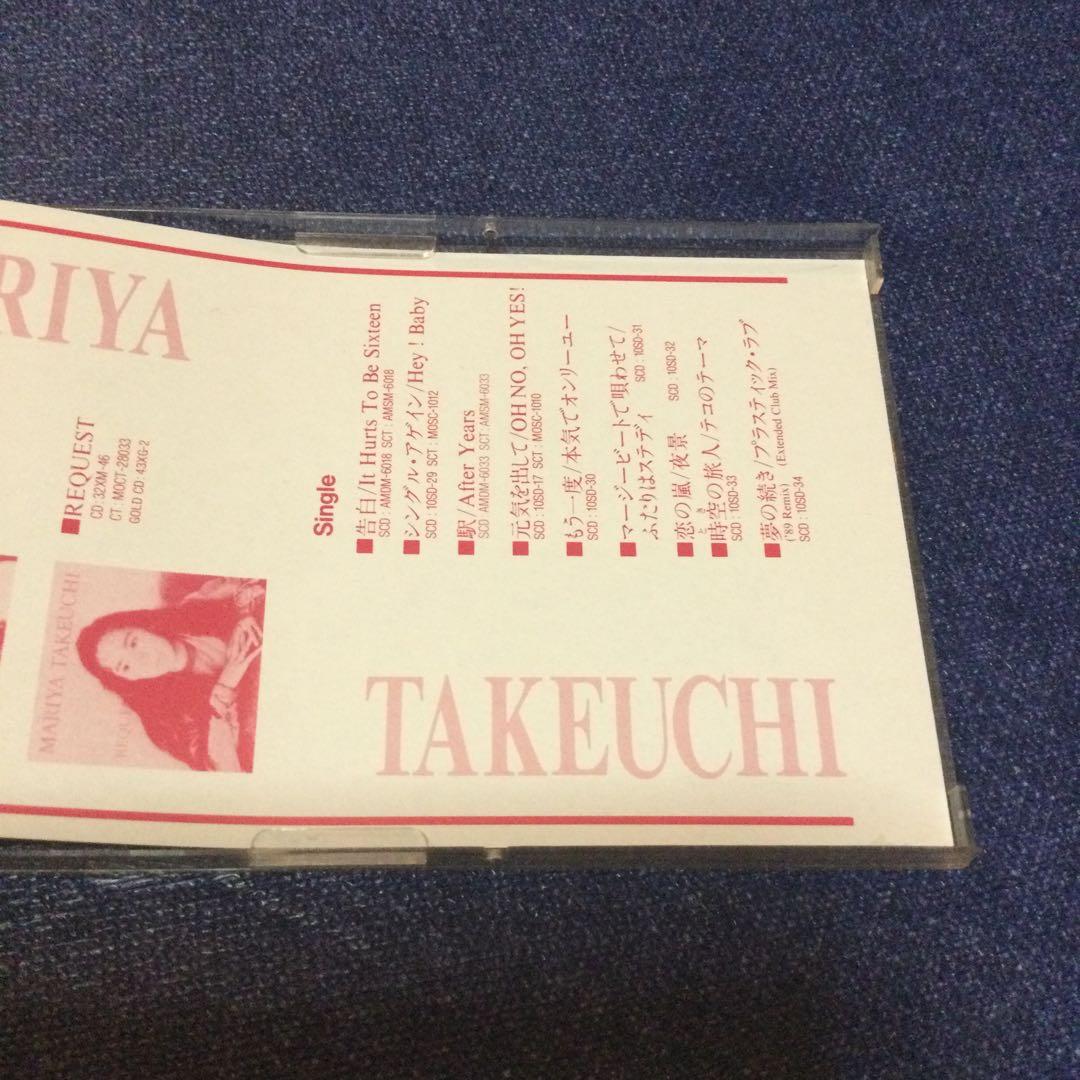 RIYA
■REQUEST
CD : 32XM-46
CT : MOCT-28033
GOLD CD : 43XG-2
MARIYA TAKEUCHI
Single
■告白/It Hurts To Be Sixteen
SCD : AMDM-6018 SCT : AMSM-6018
■シングル・アゲイン/Hey ! Baby
SCD : 10SD-29 SCT : MOSC-1012
■駅/After Years
SCD AMDM-6033 SCT : AMSM-6033
■元気を出して/OH NO, OH YES!
SCD : 10SD-17 SCT : MOSC-1010
■もう一度/本気でオンリーユー
SCD : 10SD-30
■マージービートで唄わせて/
ふたりはステディ SCD : 10SD-31
■恋の嵐/夜景 SCD : 10SD-32
とき
■時空の旅人/テコのテーマ
SCD : 10SD-33
■夢の続き/プラスティック・ラブ
('89 Remix) (Extended Club Mix)
SCD : 10SD-34
TAKEUCHI